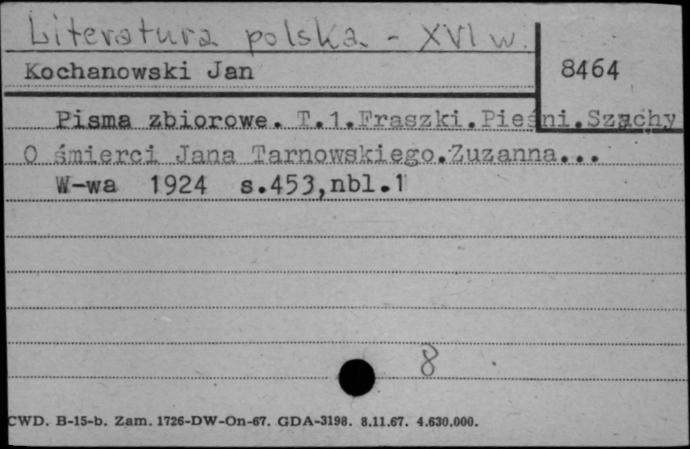 Literatura polska - XVI w.
Kochanowski Jan
8464
Pisma zbiorowe. T.1.Fraszki.Pieśni.Szachy
O śmierci Jana Tarnowskiego.Zuzanna...
W-wa 1924 s.453,nbl.1
8
CWD. B-15-b. Zam. 1726-DW-On-67. GDA-3198. 8.11.67. 4.630.000.